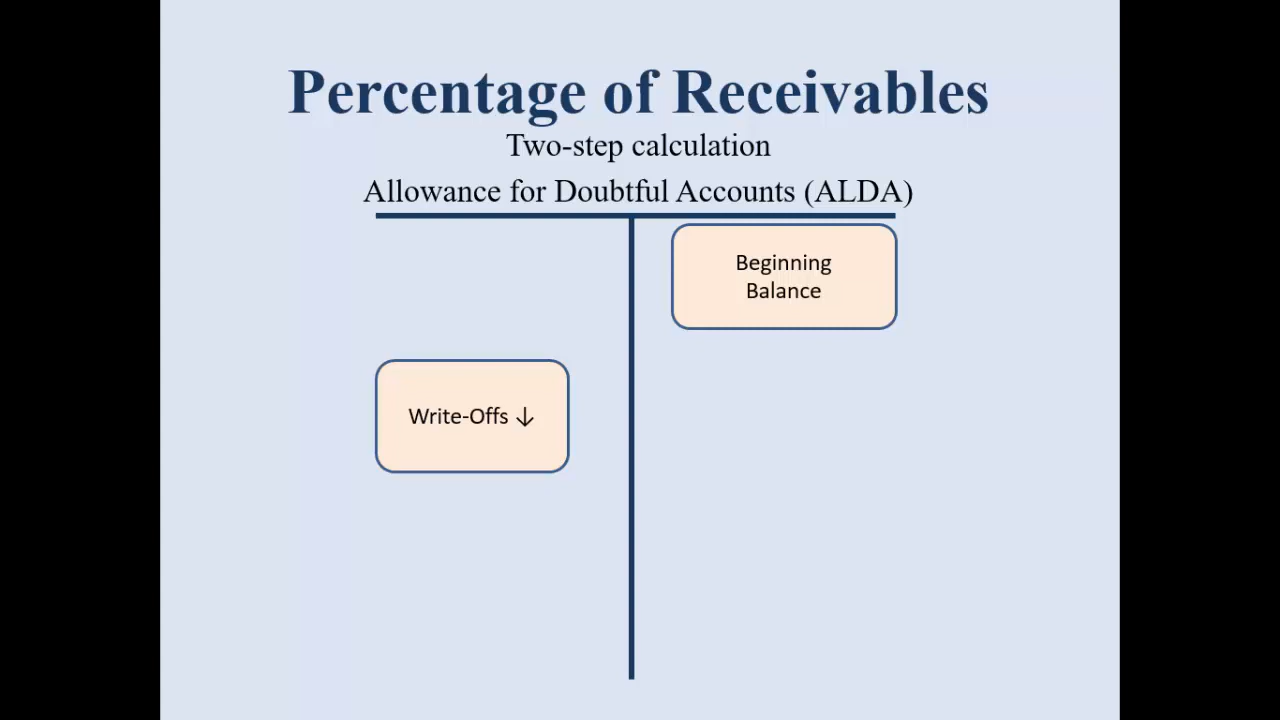 Percentage of Receivables
Two-step calculation
Allowance for Doubtful Accounts (ALDA)
Beginning
Balance
Write-Offs ↓